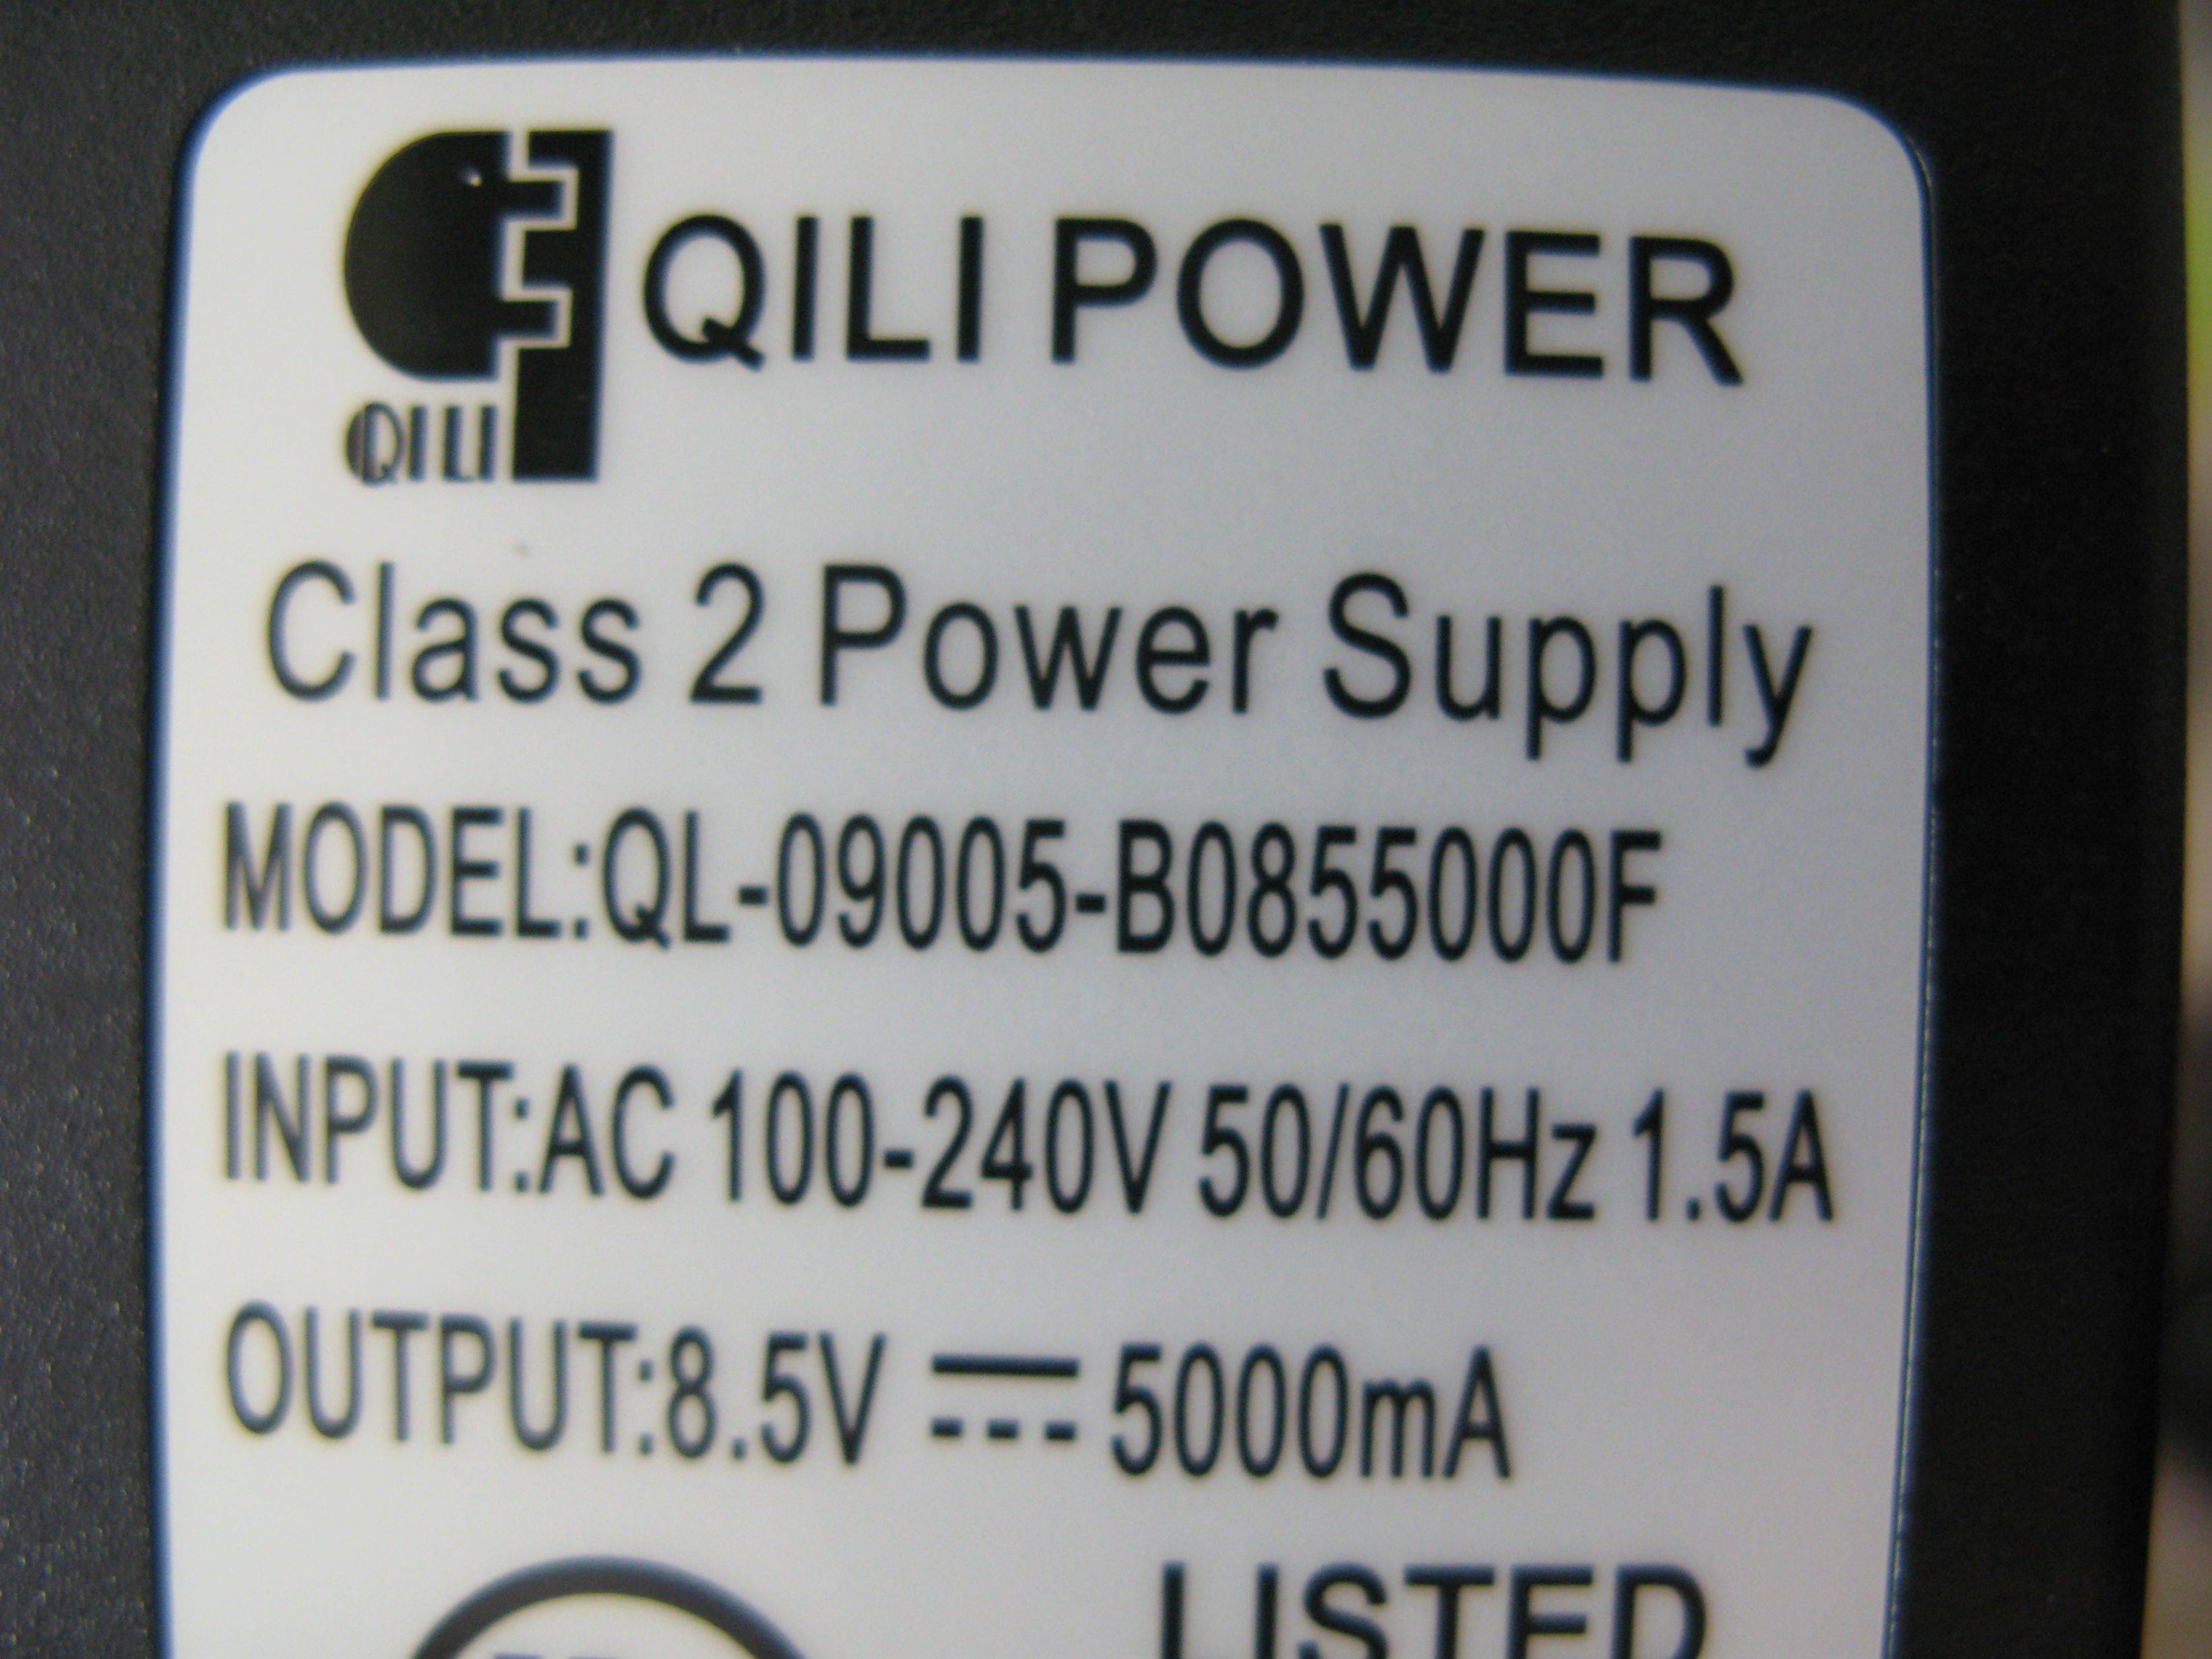 QILI POWER
QILI
Class 2 Power Supply
MODEL:QL-09005-B0855000F
INPUT:AC 100-240V 50/60Hz 1.5A
OUTPUT:8.5V ⎓ 5000mA
LISTED